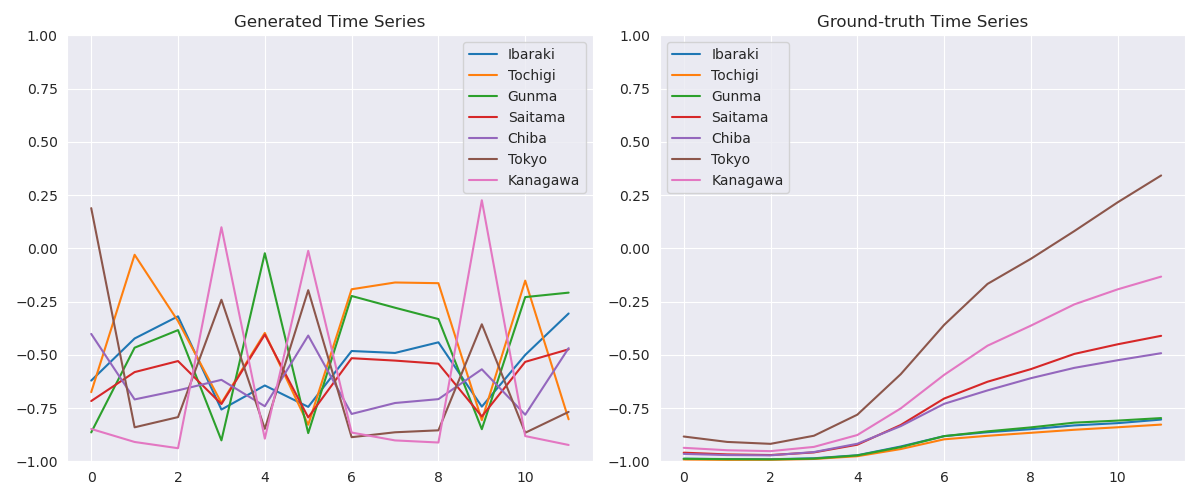 Generated Time Series
1.00
0.75
0.50
0.25
0.00
−0.25
−0.50
−0.75
−1.00
0 2 4 6 8 10
Ibaraki
Tochigi
Gunma
Saitama
Chiba
Tokyo
Kanagawa
Ground-truth Time Series
1.00
0.75
0.50
0.25
0.00
−0.25
−0.50
−0.75
−1.00
0 2 4 6 8 10
Ibaraki
Tochigi
Gunma
Saitama
Chiba
Tokyo
Kanagawa